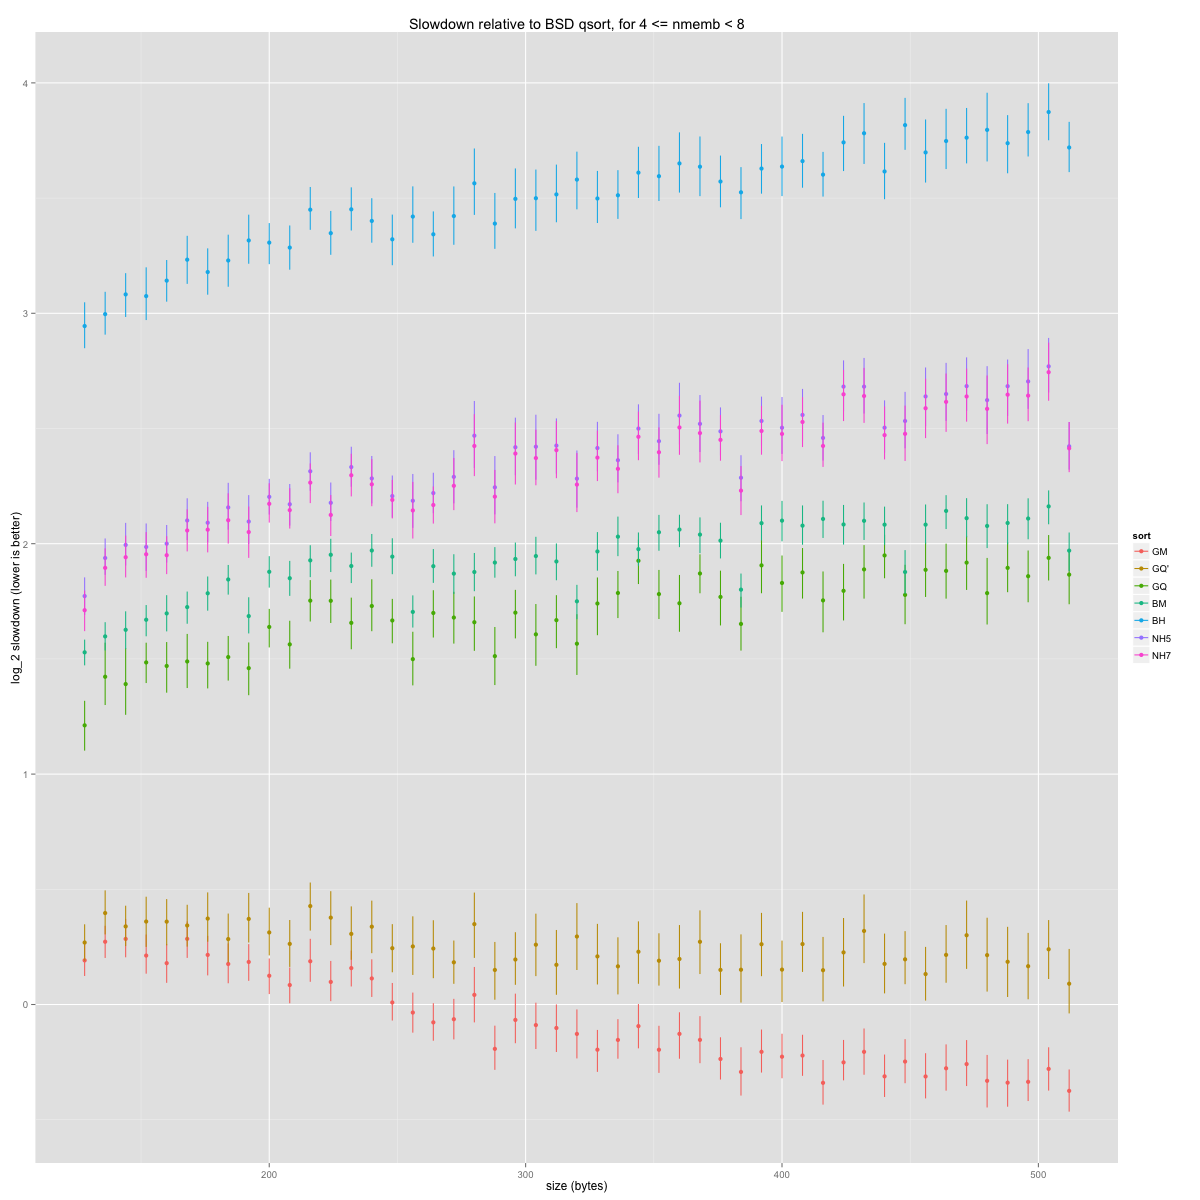 Slowdown relative to BSD qsort, for 4 <= nmemb < 8
log_2 slowdown (lower is better)
4
3
2
1
0
200
300
400
500
size (bytes)
sort
GM
GQ'
GQ
BM
BH
NH5
NH7